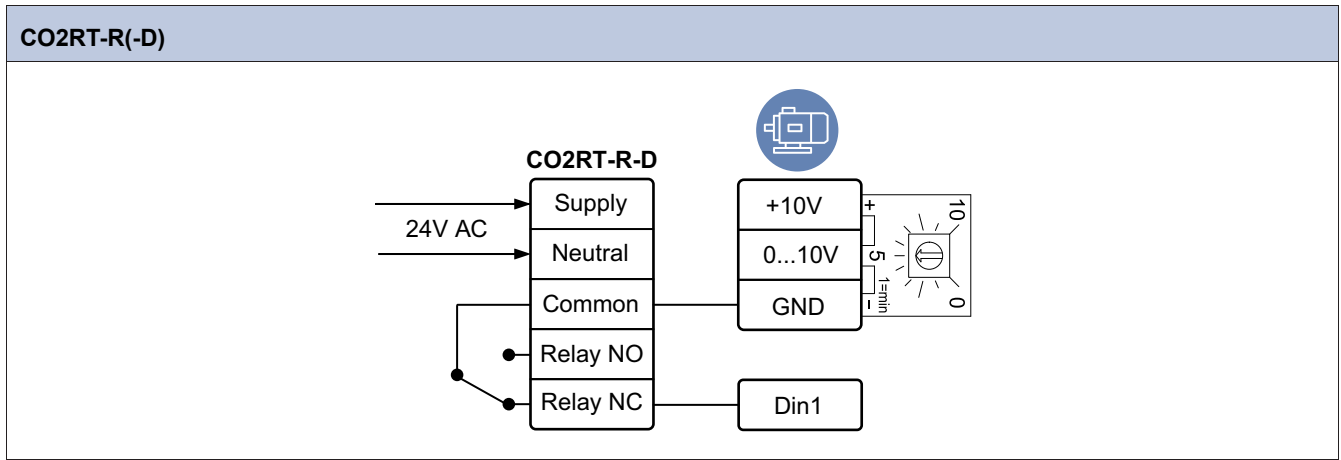 CO2RT-R(-D)
CO2RT-R-D
24V AC
Supply
Neutral
Common
Relay NO
Relay NC
+10V
0...10V
GND
Din1
+
5
1=min
-
10
0